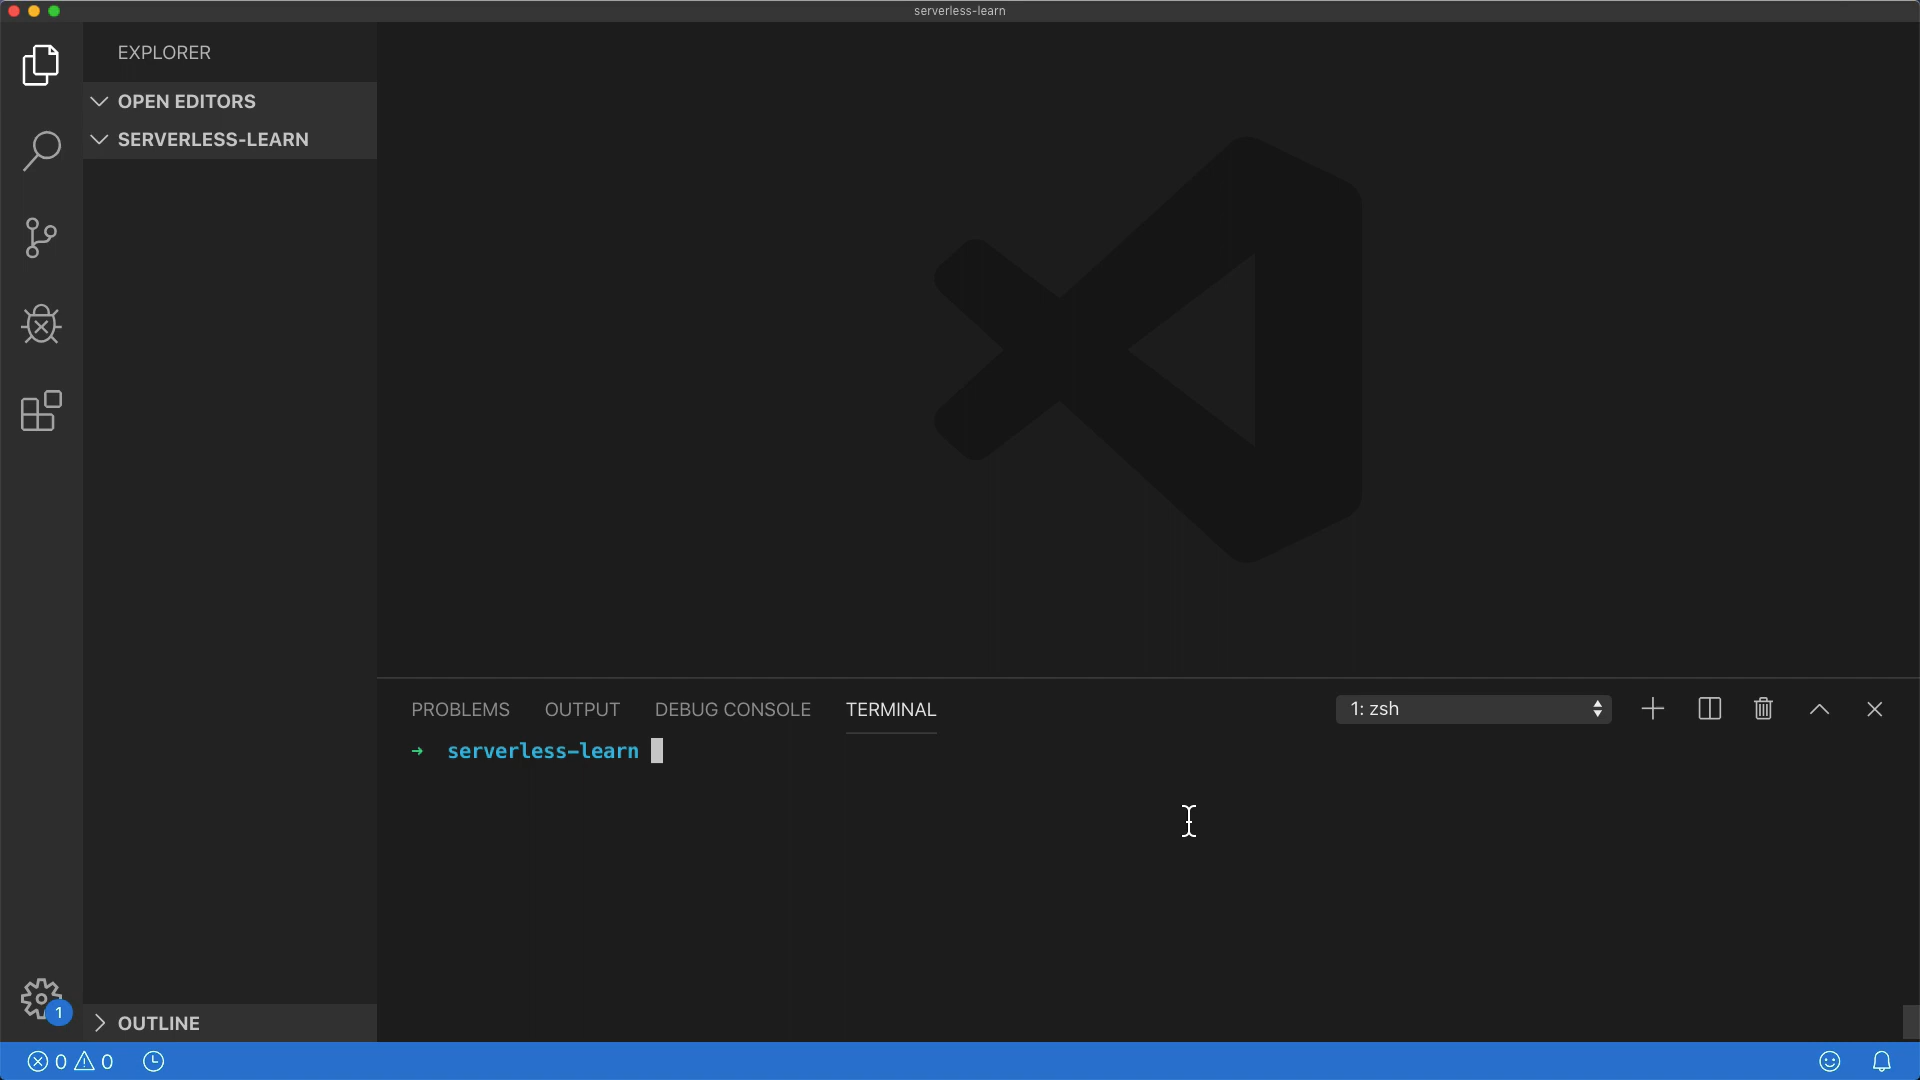 serverless-learn
EXPLORER
OPEN EDITORS
SERVERLESS-LEARN
PROBLEMS OUTPUT DEBUG CONSOLE TERMINAL 1: zsh
→ serverless-learn
1
OUTLINE
0 0